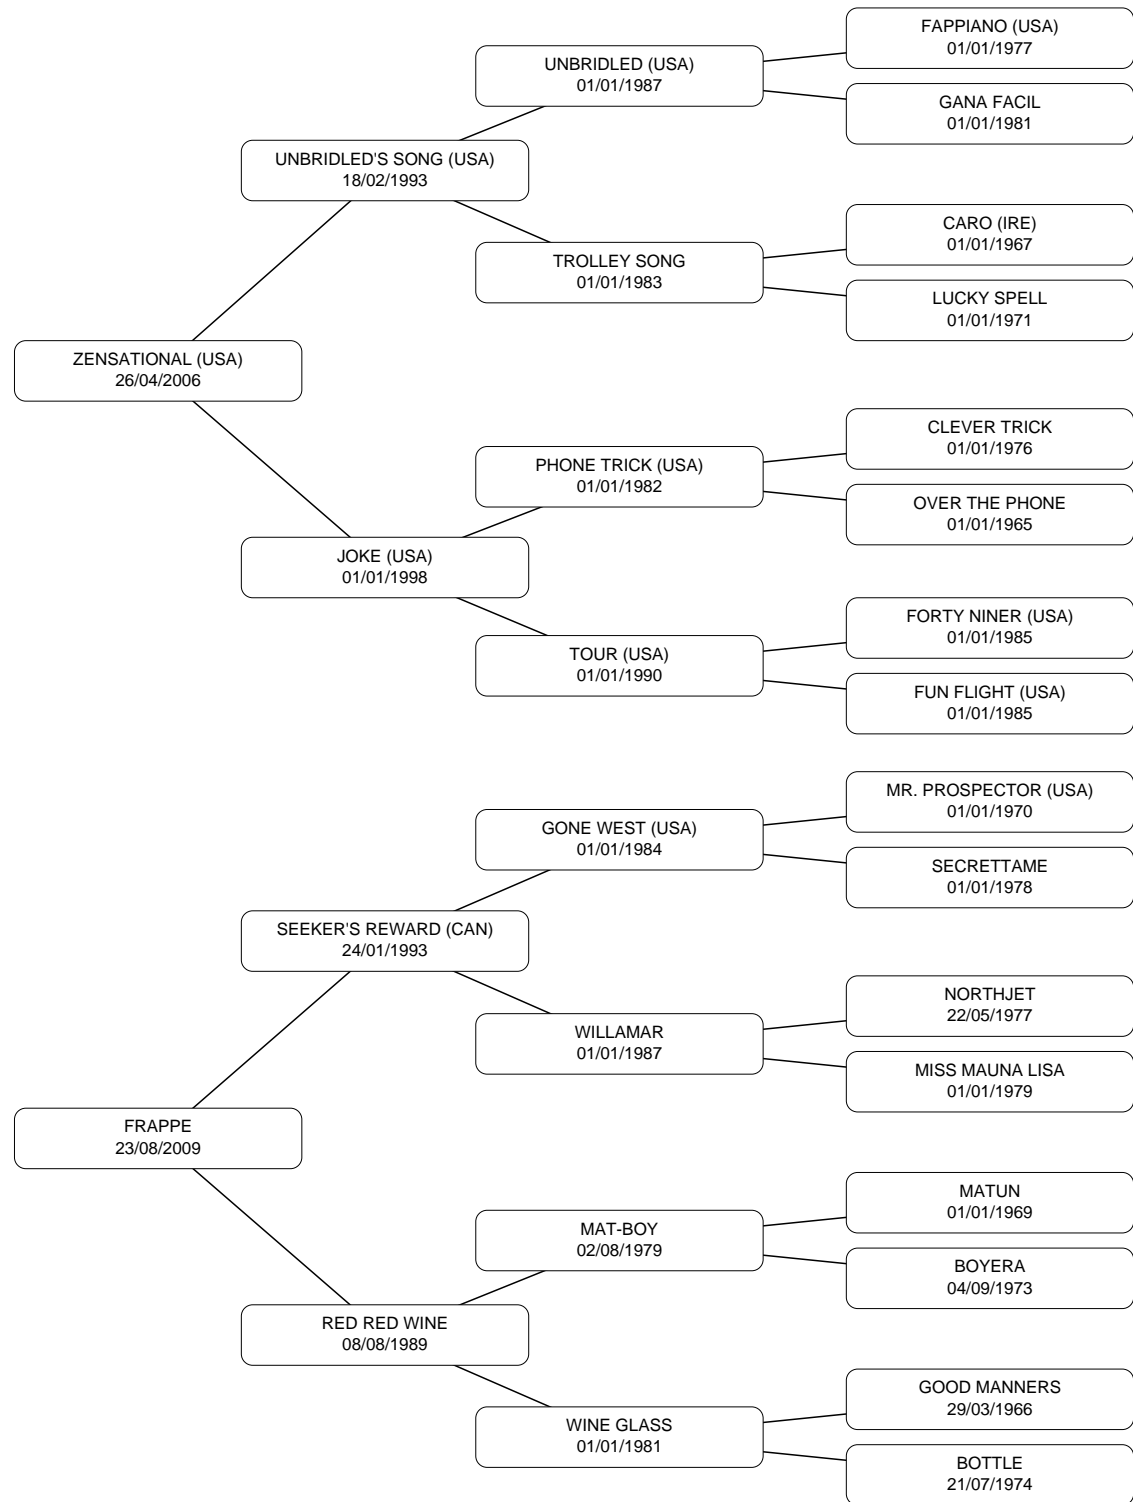 FAPPIANO (USA)
01/01/1977
UNBRIDLED (USA)
01/01/1987
GANA FACIL
01/01/1981
UNBRIDLED'S SONG (USA)
18/02/1993
CARO (IRE)
01/01/1967
TROLLEY SONG
01/01/1983
LUCKY SPELL
01/01/1971
ZENSATIONAL (USA)
26/04/2006
CLEVER TRICK
01/01/1976
PHONE TRICK (USA)
01/01/1982
OVER THE PHONE
01/01/1965
JOKE (USA)
01/01/1998
FORTY NINER (USA)
01/01/1985
TOUR (USA)
01/01/1990
FUN FLIGHT (USA)
01/01/1985
MR. PROSPECTOR (USA)
01/01/1970
GONE WEST (USA)
01/01/1984
SECRETTAME
01/01/1978
SEEKER'S REWARD (CAN)
24/01/1993
NORTHJET
22/05/1977
WILLAMAR
01/01/1987
MISS MAUNA LISA
01/01/1979
FRAPPE
23/08/2009
MATUN
01/01/1969
MAT-BOY
02/08/1979
BOYERA
04/09/1973
RED RED WINE
08/08/1989
GOOD MANNERS
29/03/1966
WINE GLASS
01/01/1981
BOTTLE
21/07/1974